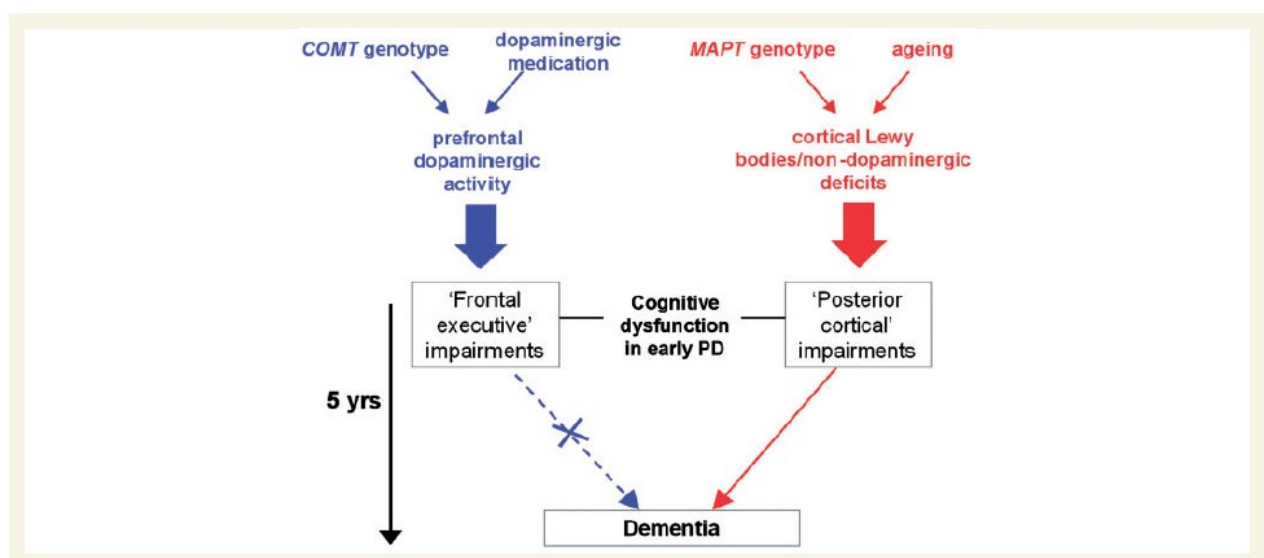 COMT genotype
dopaminergic
medication
MAPT genotype
ageing
prefrontal
dopaminergic
activity
cortical Lewy
bodies/non-dopaminergic
deficits
'Frontal
executive'
impairments
Cognitive
dysfunction
in early PD
'Posterior
cortical'
impairments
5 yrs
Dementia